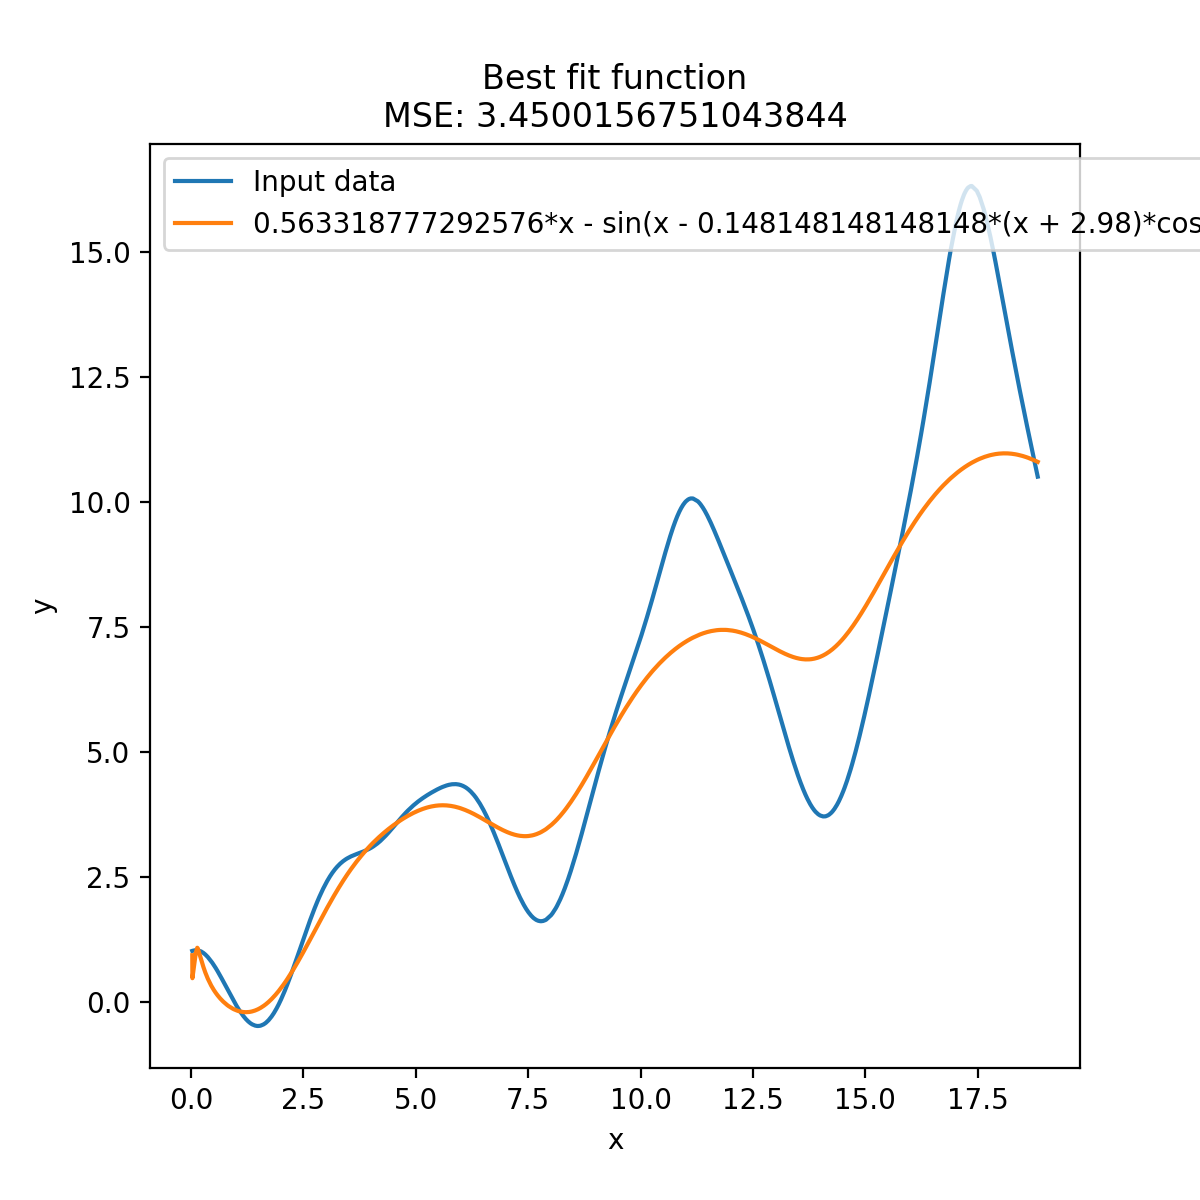 Best fit function
MSE: 3.4500156751043844
Input data
0.563318777292576*x - sin(x - 0.148148148148148*(x + 2.98)*cos
15.0
12.5
10.0
7.5
5.0
2.5
0.0
y
0.0 2.5 5.0 7.5 10.0 12.5 15.0 17.5
x